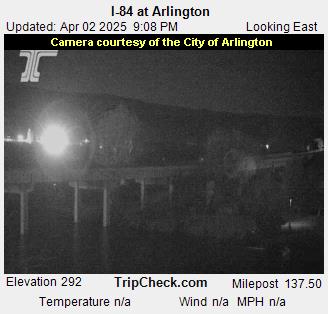 I-84 at Arlington
Updated: Apr 02 2025 9:08 PM Looking East
Camera courtesy of the City of Arlington
Elevation 292 TripCheck.com Milepost 137.50
Temperature n/a Wind n/a MPH n/a